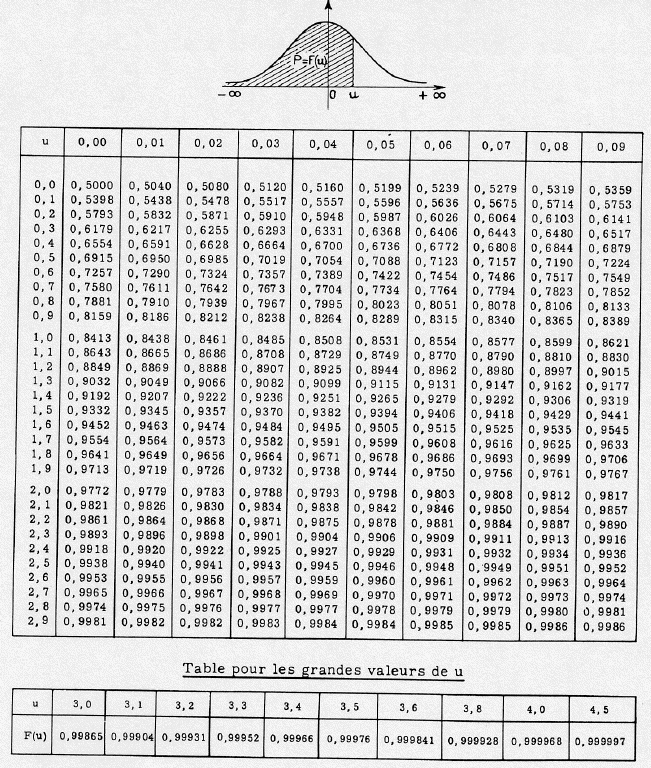 P=F(u)
- ∞ 0 u + ∞
u 0,00 0,01 0,02 0,03 0,04 0,05 0,06 0,07 0,08 0,09
0,0 0,5000 0,5040 0,5080 0,5120 0,5160 0,5199 0,5239 0,5279 0,5319 0,5359
0,1 0,5398 0,5438 0,5478 0,5517 0,5557 0,5596 0,5636 0,5675 0,5714 0,5753
0,2 0,5793 0,5832 0,5871 0,5910 0,5948 0,5987 0,6026 0,6064 0,6103 0,6141
0,3 0,6179 0,6217 0,6255 0,6293 0,6331 0,6368 0,6406 0,6443 0,6480 0,6517
0,4 0,6554 0,6591 0,6628 0,6664 0,6700 0,6736 0,6772 0,6808 0,6844 0,6879
0,5 0,6915 0,6950 0,6985 0,7019 0,7054 0,7088 0,7123 0,7157 0,7190 0,7224
0,6 0,7257 0,7290 0,7324 0,7357 0,7389 0,7422 0,7454 0,7486 0,7517 0,7549
0,7 0,7580 0,7611 0,7642 0,7673 0,7704 0,7734 0,7764 0,7794 0,7823 0,7852
0,8 0,7881 0,7910 0,7939 0,7967 0,7995 0,8023 0,8051 0,8078 0,8106 0,8133
0,9 0,8159 0,8186 0,8212 0,8238 0,8264 0,8289 0,8315 0,8340 0,8365 0,8389
1,0 0,8413 0,8438 0,8461 0,8485 0,8508 0,8531 0,8554 0,8577 0,8599 0,8621
1,1 0,8643 0,8665 0,8686 0,8708 0,8729 0,8749 0,8770 0,8790 0,8810 0,8830
1,2 0,8849 0,8869 0,8888 0,8907 0,8925 0,8944 0,8962 0,8980 0,8997 0,9015
1,3 0,9032 0,9049 0,9066 0,9082 0,9099 0,9115 0,9131 0,9147 0,9162 0,9177
1,4 0,9192 0,9207 0,9222 0,9236 0,9251 0,9265 0,9279 0,9292 0,9306 0,9319
1,5 0,9332 0,9345 0,9357 0,9370 0,9382 0,9394 0,9406 0,9418 0,9429 0,9441
1,6 0,9452 0,9463 0,9474 0,9484 0,9495 0,9505 0,9515 0,9525 0,9535 0,9545
1,7 0,9554 0,9564 0,9573 0,9582 0,9591 0,9599 0,9608 0,9616 0,9625 0,9633
1,8 0,9641 0,9649 0,9656 0,9664 0,9671 0,9678 0,9686 0,9693 0,9699 0,9706
1,9 0,9713 0,9719 0,9726 0,9732 0,9738 0,9744 0,9750 0,9756 0,9761 0,9767
2,0 0,9772 0,9779 0,9783 0,9788 0,9793 0,9798 0,9803 0,9808 0,9812 0,9817
2,1 0,9821 0,9826 0,9830 0,9834 0,9838 0,9842 0,9846 0,9850 0,9854 0,9857
2,2 0,9861 0,9864 0,9868 0,9871 0,9875 0,9878 0,9881 0,9884 0,9887 0,9890
2,3 0,9893 0,9896 0,9898 0,9901 0,9904 0,9906 0,9909 0,9911 0,9913 0,9916
2,4 0,9918 0,9920 0,9922 0,9925 0,9927 0,9929 0,9931 0,9932 0,9934 0,9936
2,5 0,9938 0,9940 0,9941 0,9943 0,9945 0,9946 0,9948 0,9949 0,9951 0,9952
2,6 0,9953 0,9955 0,9956 0,9957 0,9959 0,9960 0,9961 0,9962 0,9963 0,9964
2,7 0,9965 0,9966 0,9967 0,9968 0,9969 0,9970 0,9971 0,9972 0,9973 0,9974
2,8 0,9974 0,9975 0,9976 0,9977 0,9977 0,9978 0,9979 0,9979 0,9980 0,9981
2,9 0,9981 0,9982 0,9982 0,9983 0,9984 0,9984 0,9985 0,9985 0,9986 0,9986
Table pour les grandes valeurs de u
u 3,0 3,1 3,2 3,3 3,4 3,5 3,6 3,8 4,0 4,5
F(u) 0,99865 0,99904 0,99931 0,99952 0,99966 0,99976 0,999841 0,999928 0,999968 0,999997